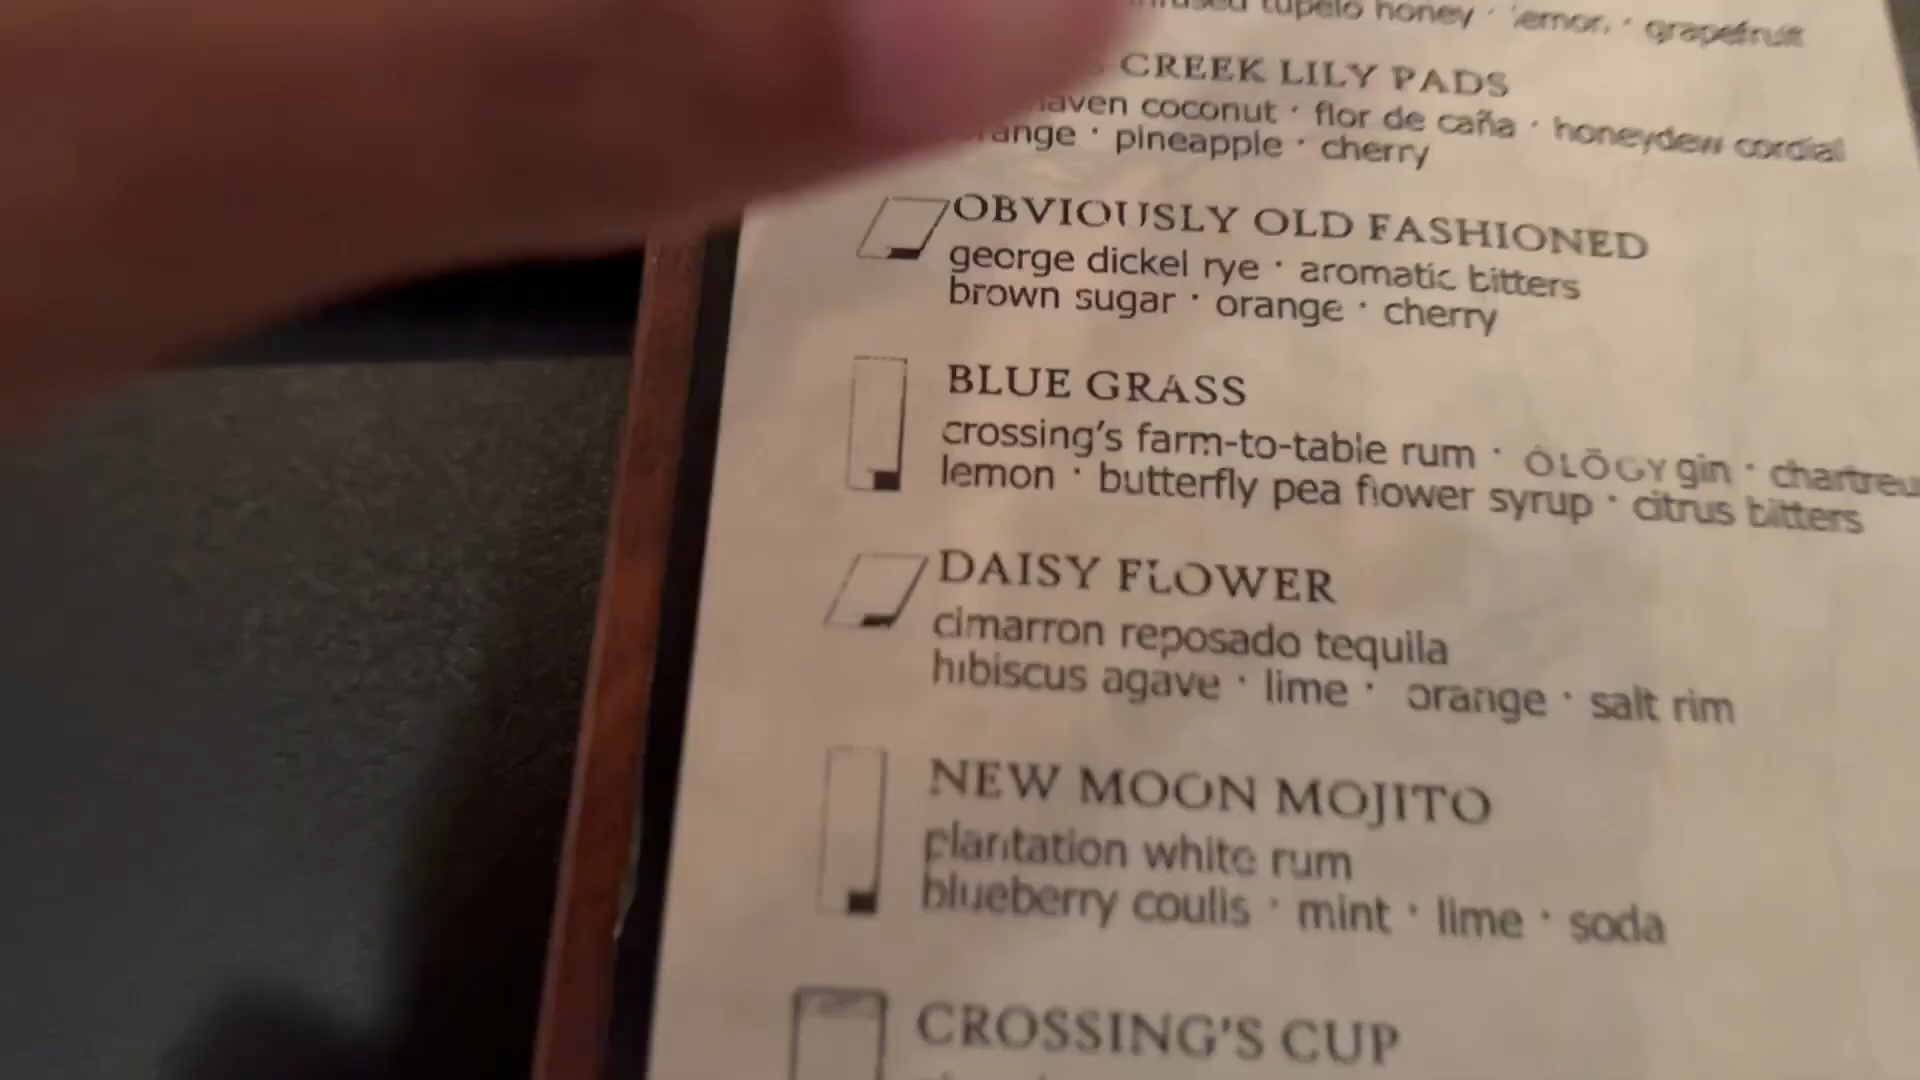 tupelo honey · lemon · grapefruit
CREEK LILY PADS
coconut · flor de caña · honeydew cordial
pineapple · cherry
OBVIOUSLY OLD FASHIONED
george dickel rye · aromatic bitters
brown sugar · orange · cherry
BLUE GRASS
crossing's farm-to-table rum · ŌLŌGY gin ·
lemon · butterfly pea flower syrup · citrus bitters
DAISY FLOWER
cimarron reposado tequila
hibiscus agave · lime · orange · salt rim
NEW MOON MOJITO
plantation white rum
blueberry coulis · mint · lime · soda
CROSSING'S CUP